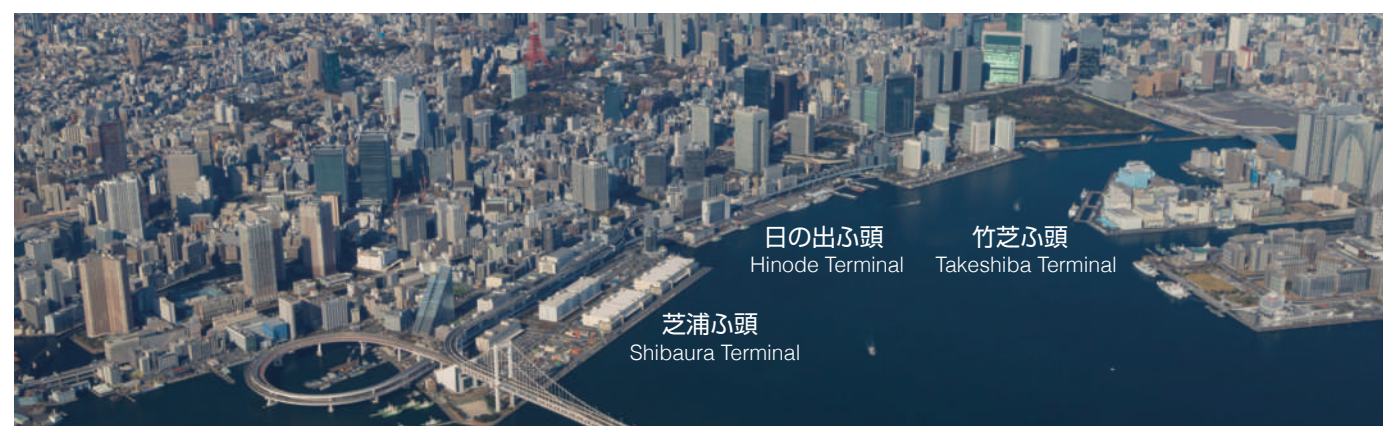 日の出ふ頭
Hinode Terminal
竹芝ふ頭
Takeshiba Terminal
芝浦ふ頭
Shibaura Terminal